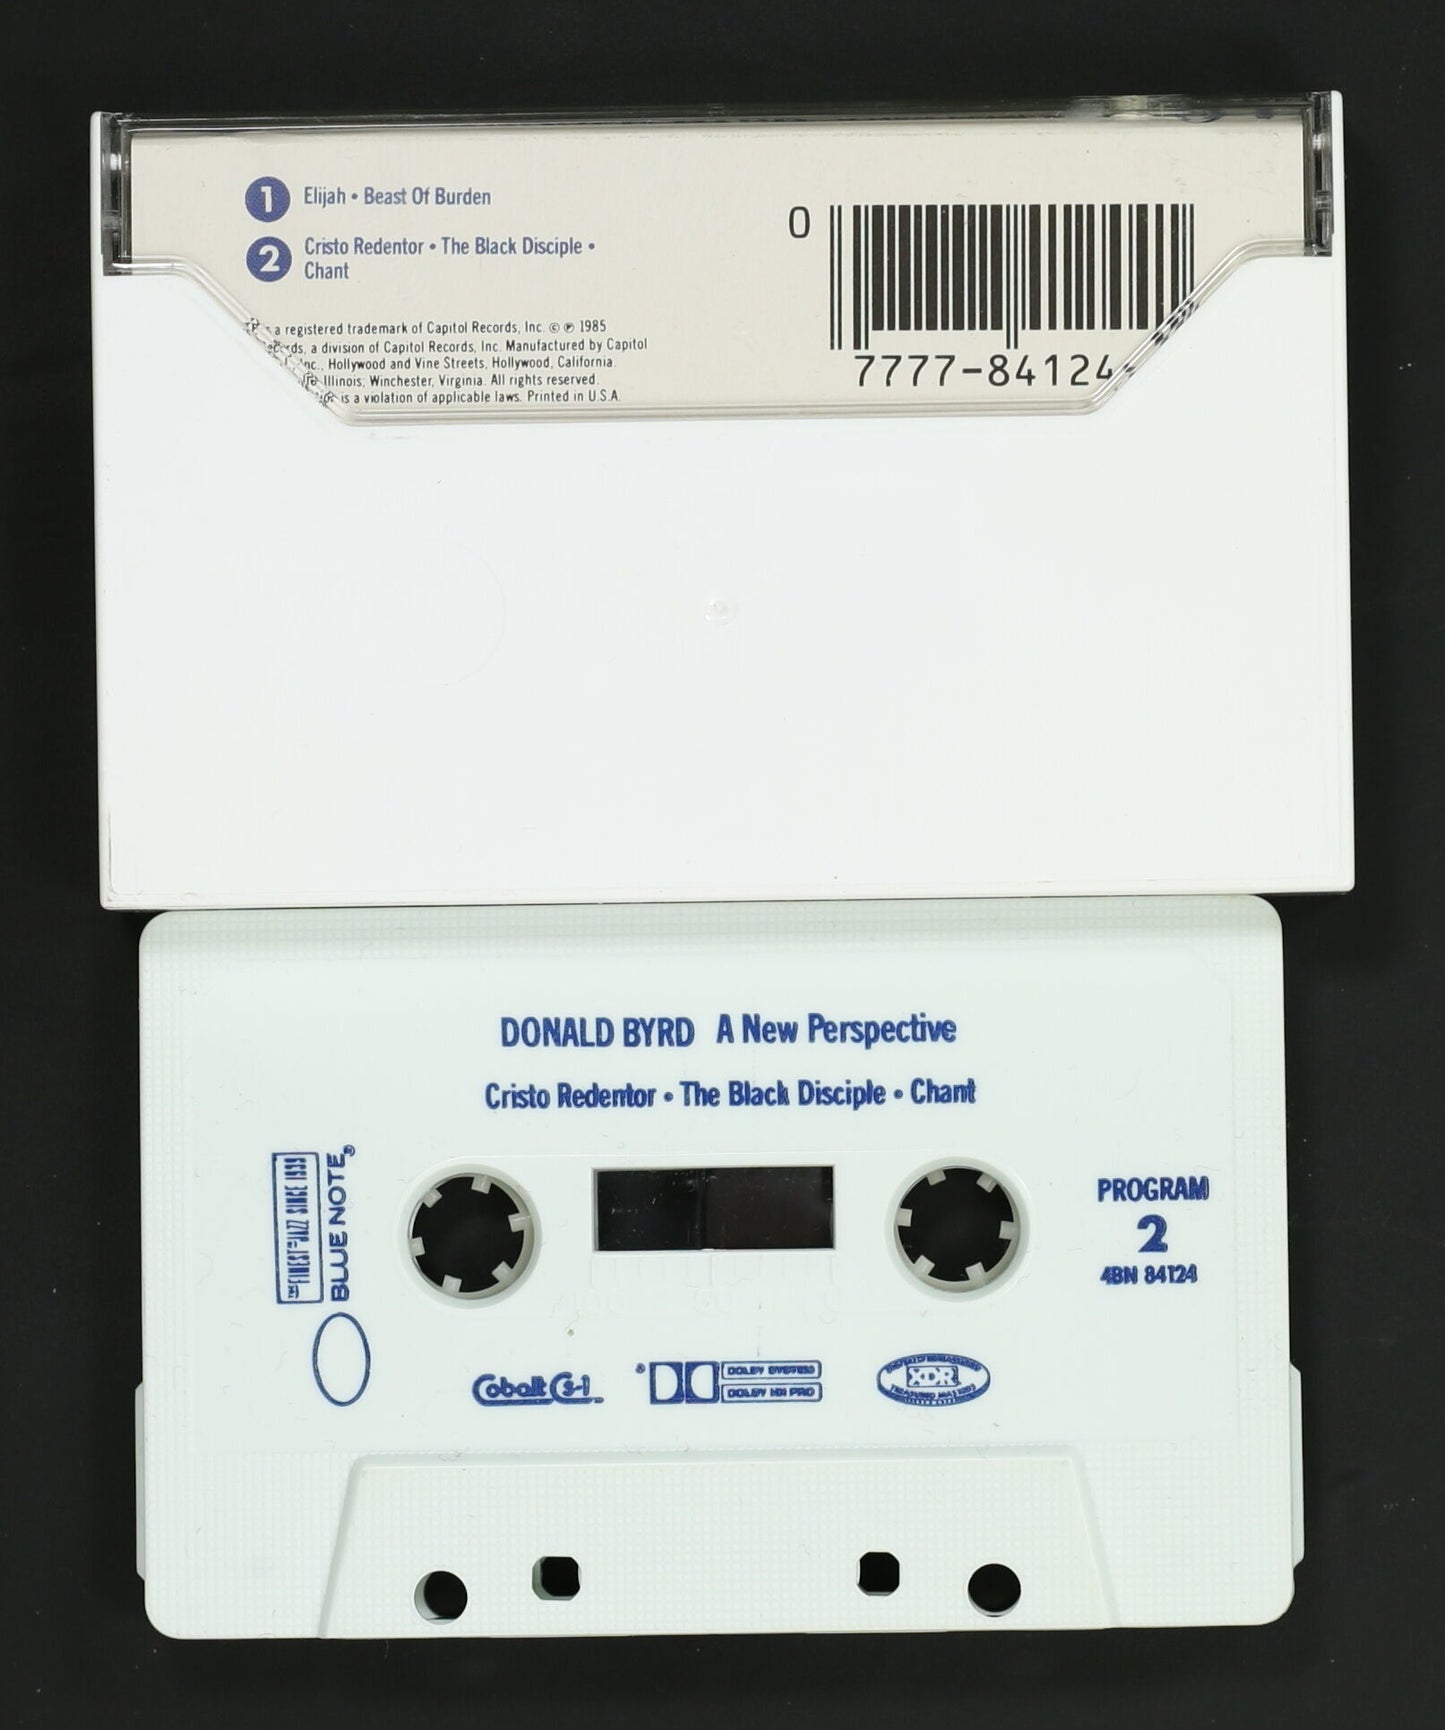 1 Elijah • Beast Of Burden
2 Cristo Redentor • The Black Disciple •
Chant
a registered trademark of Capitol Records, Inc. © ℗ 1985
a division of Capitol Records, Inc. Manufactured by Capitol
Hollywood and Vine Streets, Hollywood, California.
Illinois; Winchester, Virginia. All rights reserved.
is a violation of applicable laws. Printed in U.S.A.
0
7777-84124
DONALD BYRD A New Perspective
Cristo Redentor • The Black Disciple • Chant
THE FINEST IN JAZZ SINCE 1939
BLUE NOTE®
PROGRAM
2
4BN 84124
Cobalt Cs-1
DOLBY SYSTEM
DOLBY HX PRO
XDR